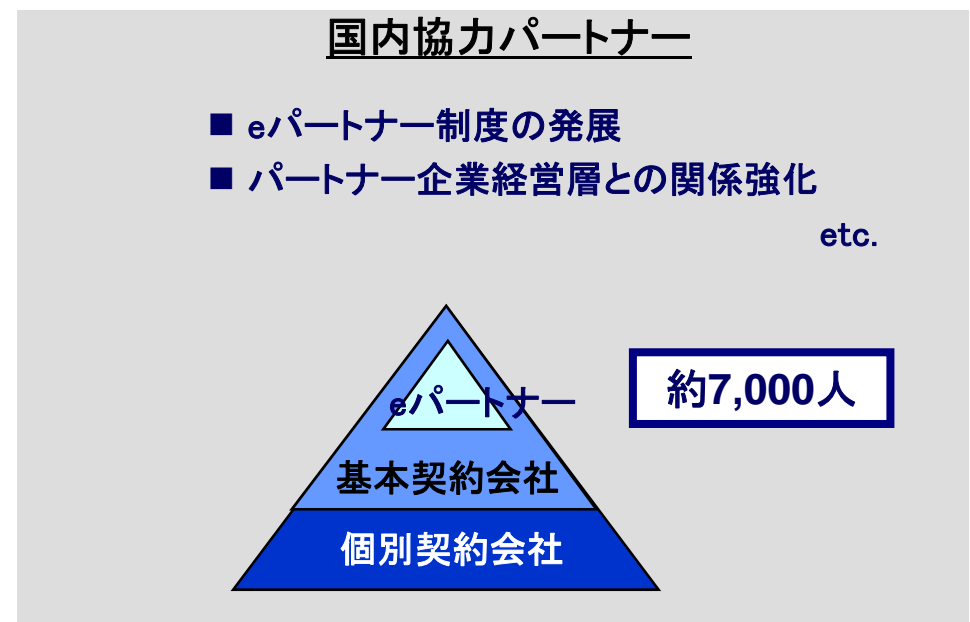 国内協力パートナー
■ eパートナー制度の発展
■ パートナー企業経営層との関係強化
etc.
eパートナー
約7,000人
基本契約会社
個別契約会社